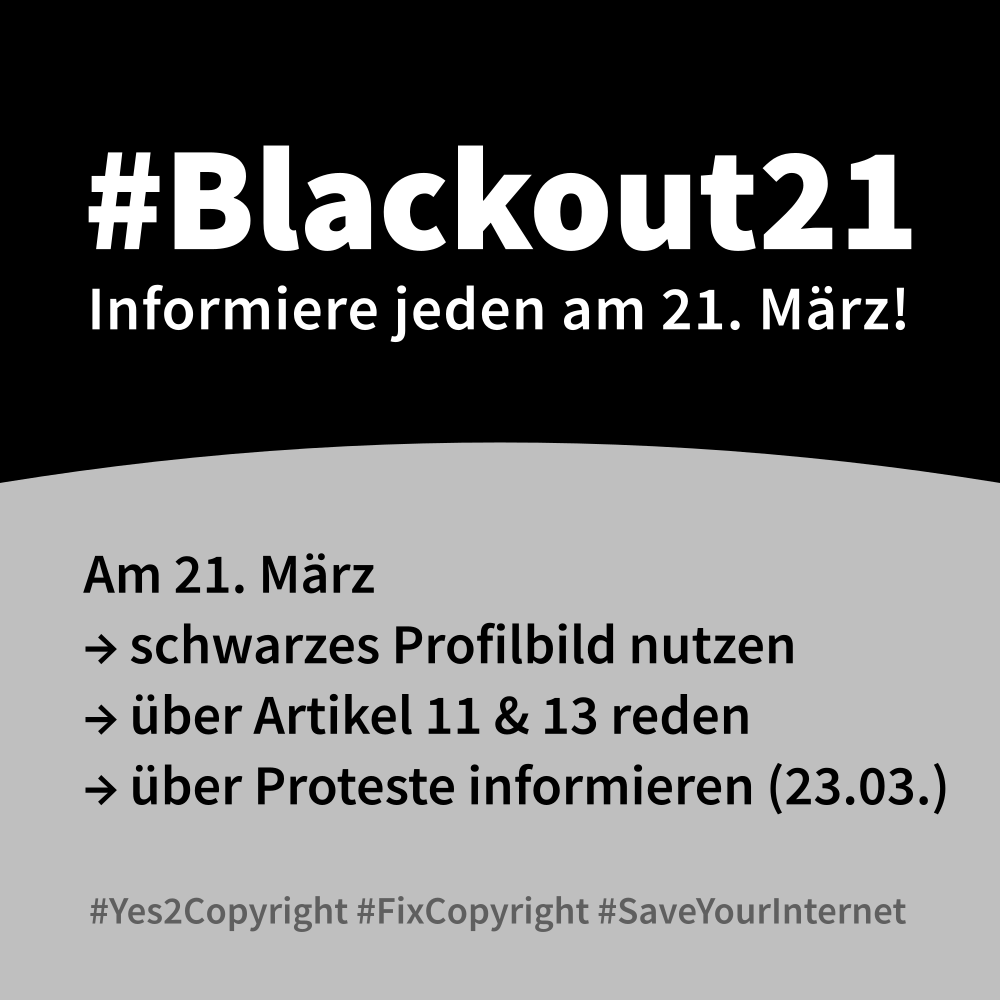 #Blackout21
Informiere jeden am 21. März!
Am 21. März
→ schwarzes Profilbild nutzen
→ über Artikel 11 & 13 reden
→ über Proteste informieren (23.03.)
#Yes2Copyright #FixCopyright #SaveYourInternet